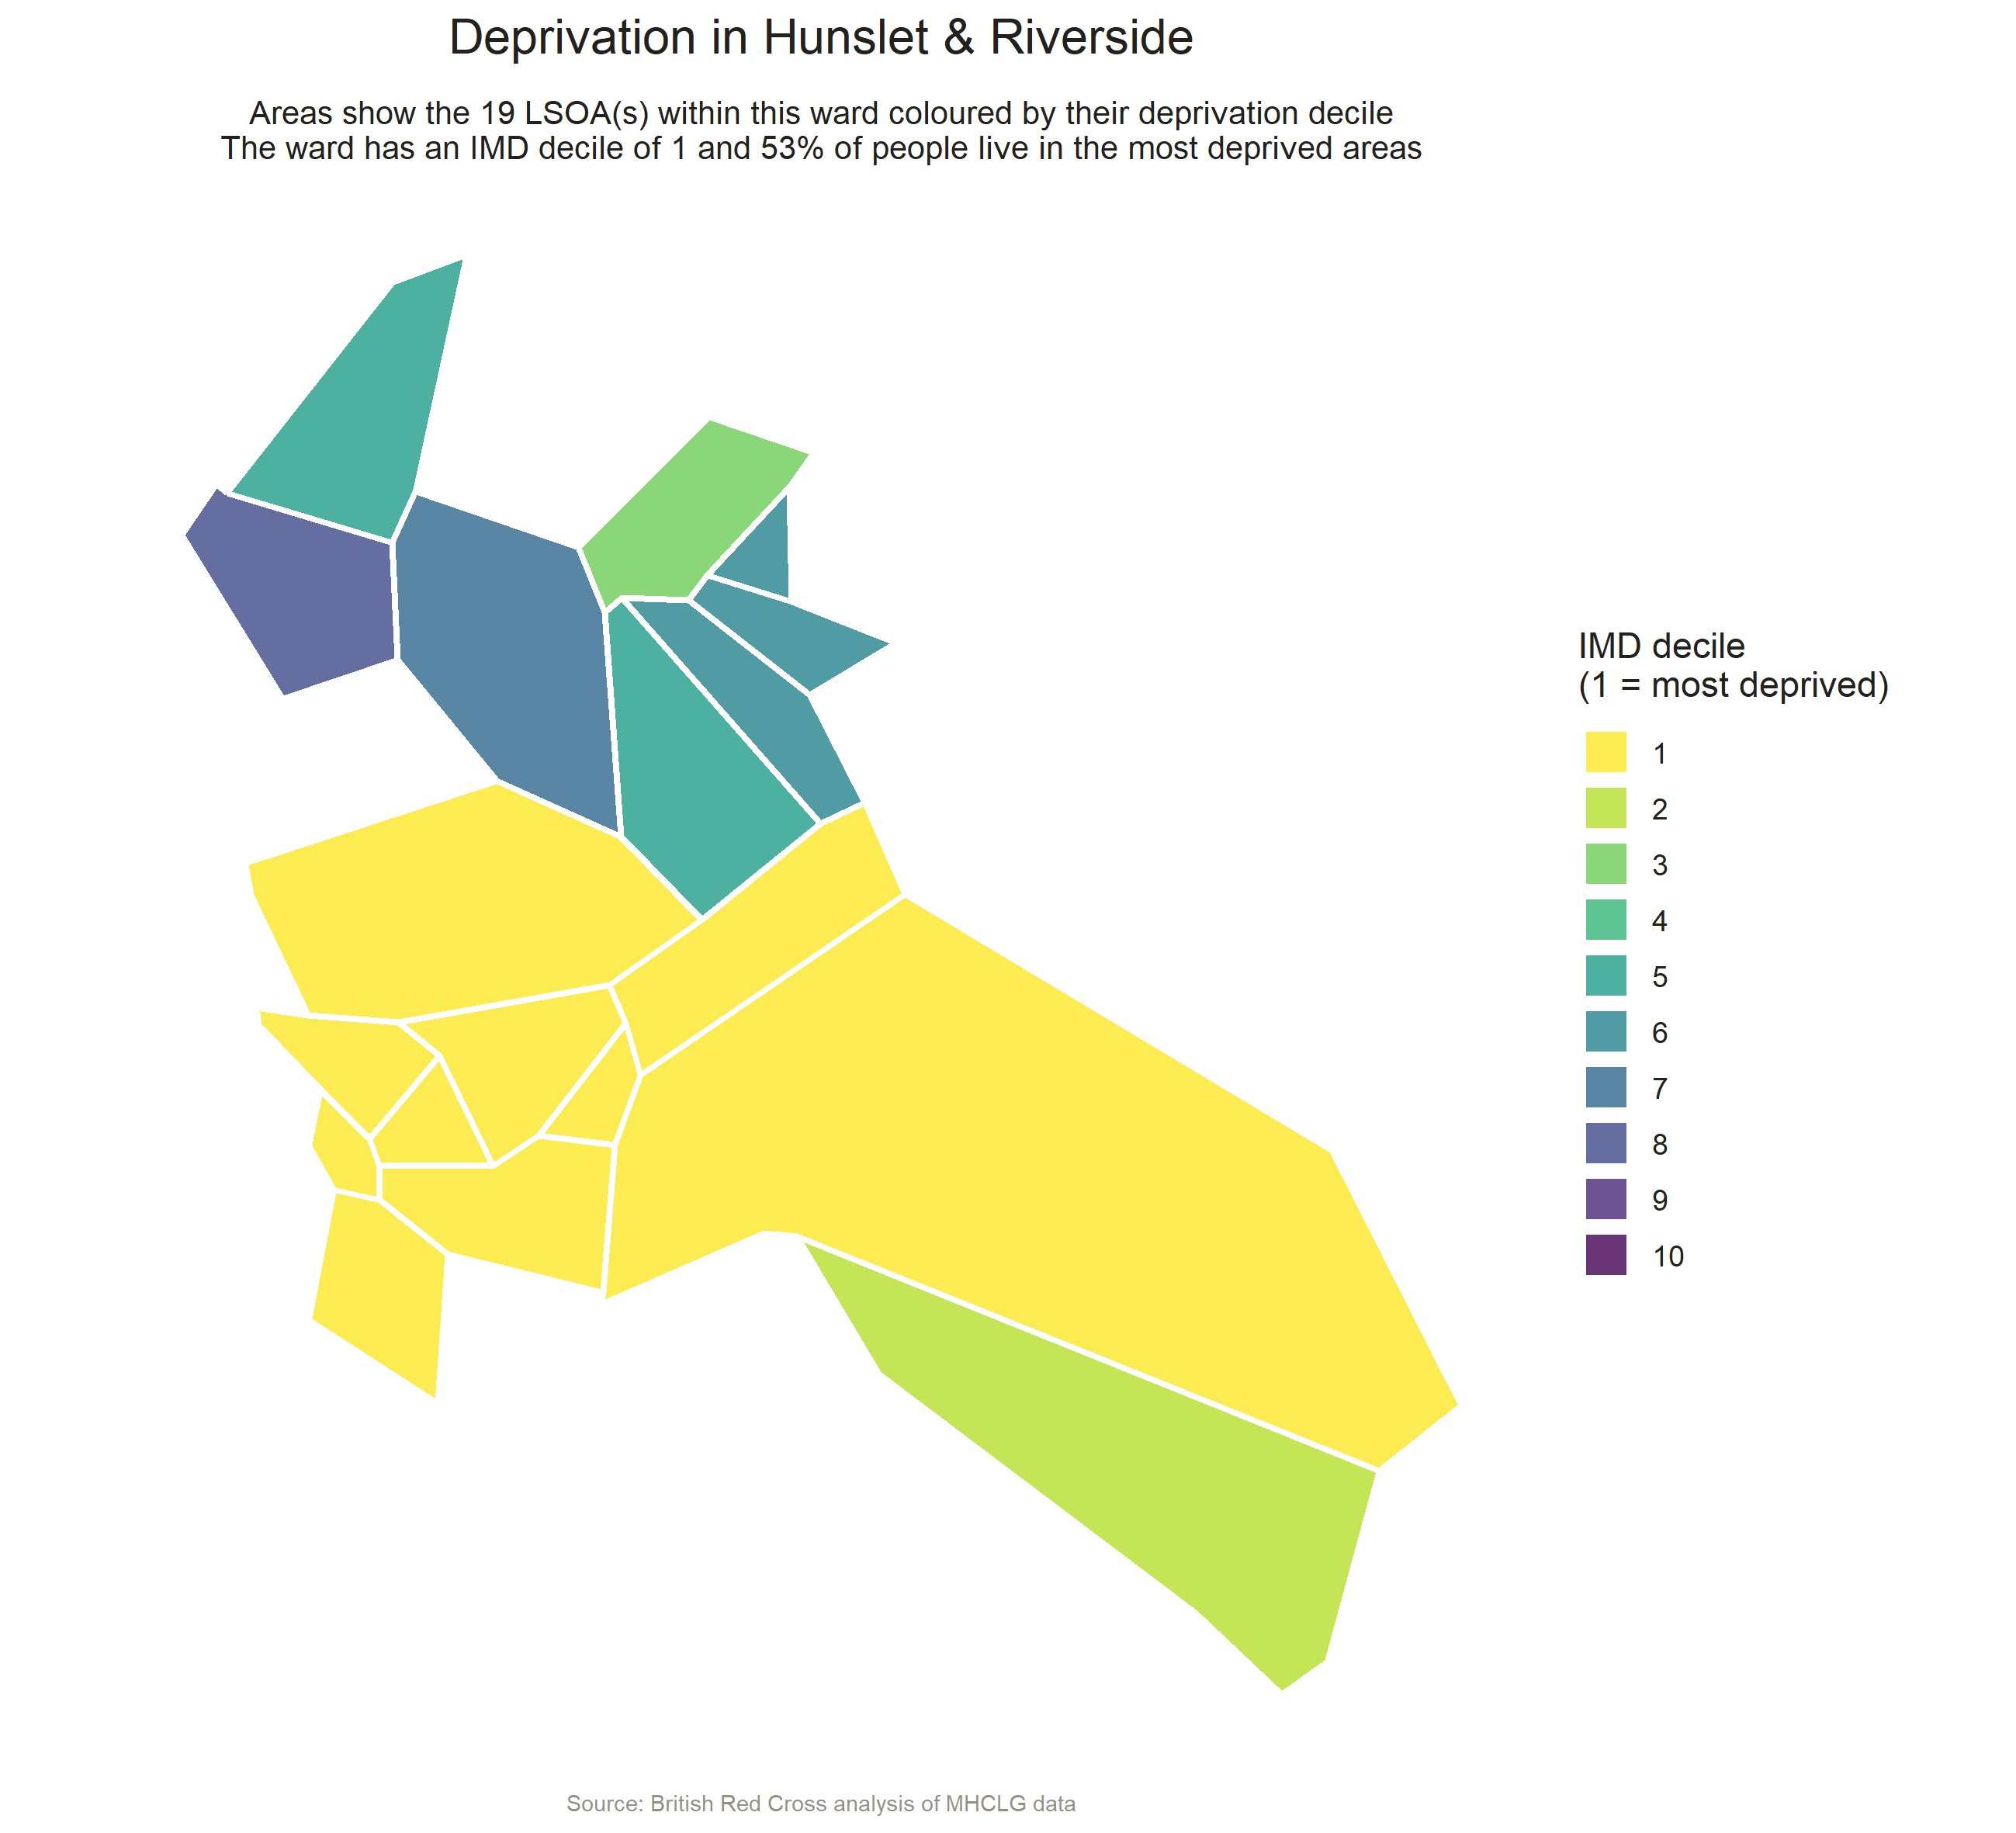 Deprivation in Hunslet & Riverside
Areas show the 19 LSOA(s) within this ward coloured by their deprivation decile
The ward has an IMD decile of 1 and 53% of people live in the most deprived areas
IMD decile
(1 = most deprived)
1
2
3
4
5
6
7
8
9
10
Source: British Red Cross analysis of MHCLG data